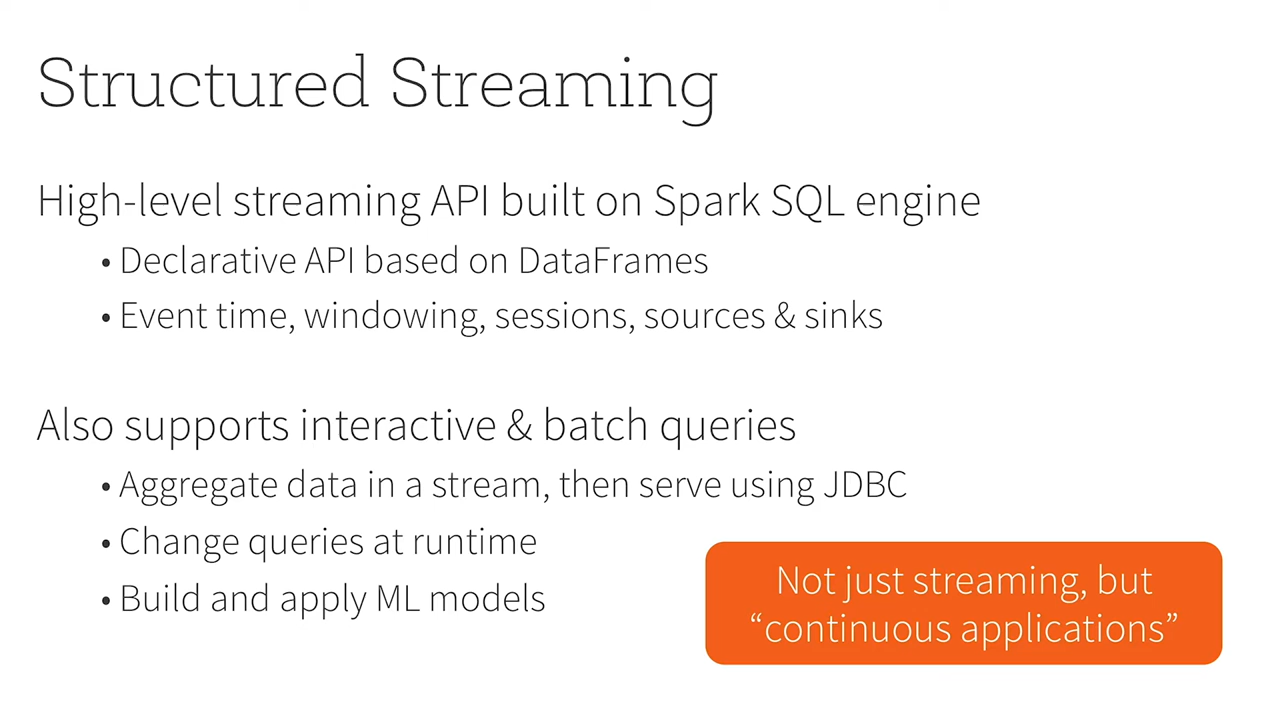 Structured Streaming
High-level streaming API built on Spark SQL engine
• Declarative API based on DataFrames
• Event time, windowing, sessions, sources & sinks
Also supports interactive & batch queries
• Aggregate data in a stream, then serve using JDBC
• Change queries at runtime
• Build and apply ML models
Not just streaming, but
“continuous applications”